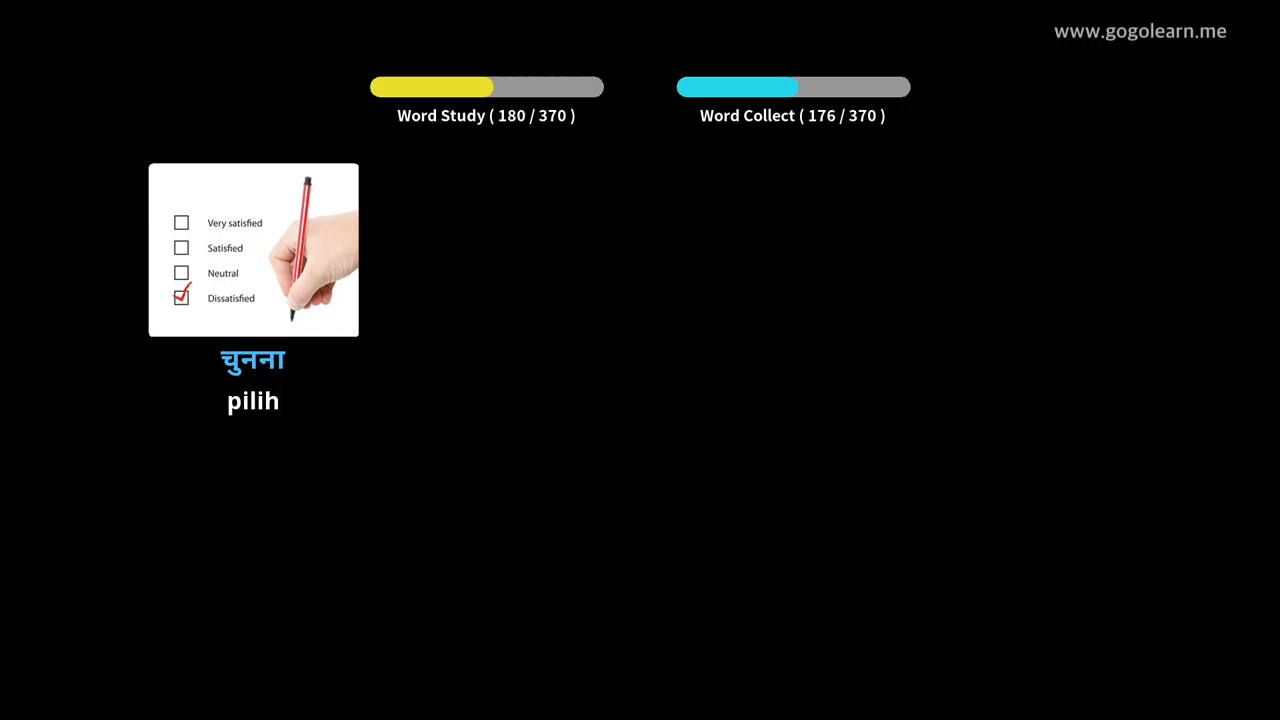 www.gogolearn.me
Word Study ( 180 / 370 )
Word Collect ( 176 / 370 )
Very satisfied
Satisfied
Neutral
Dissatisfied
चुनना
pilih